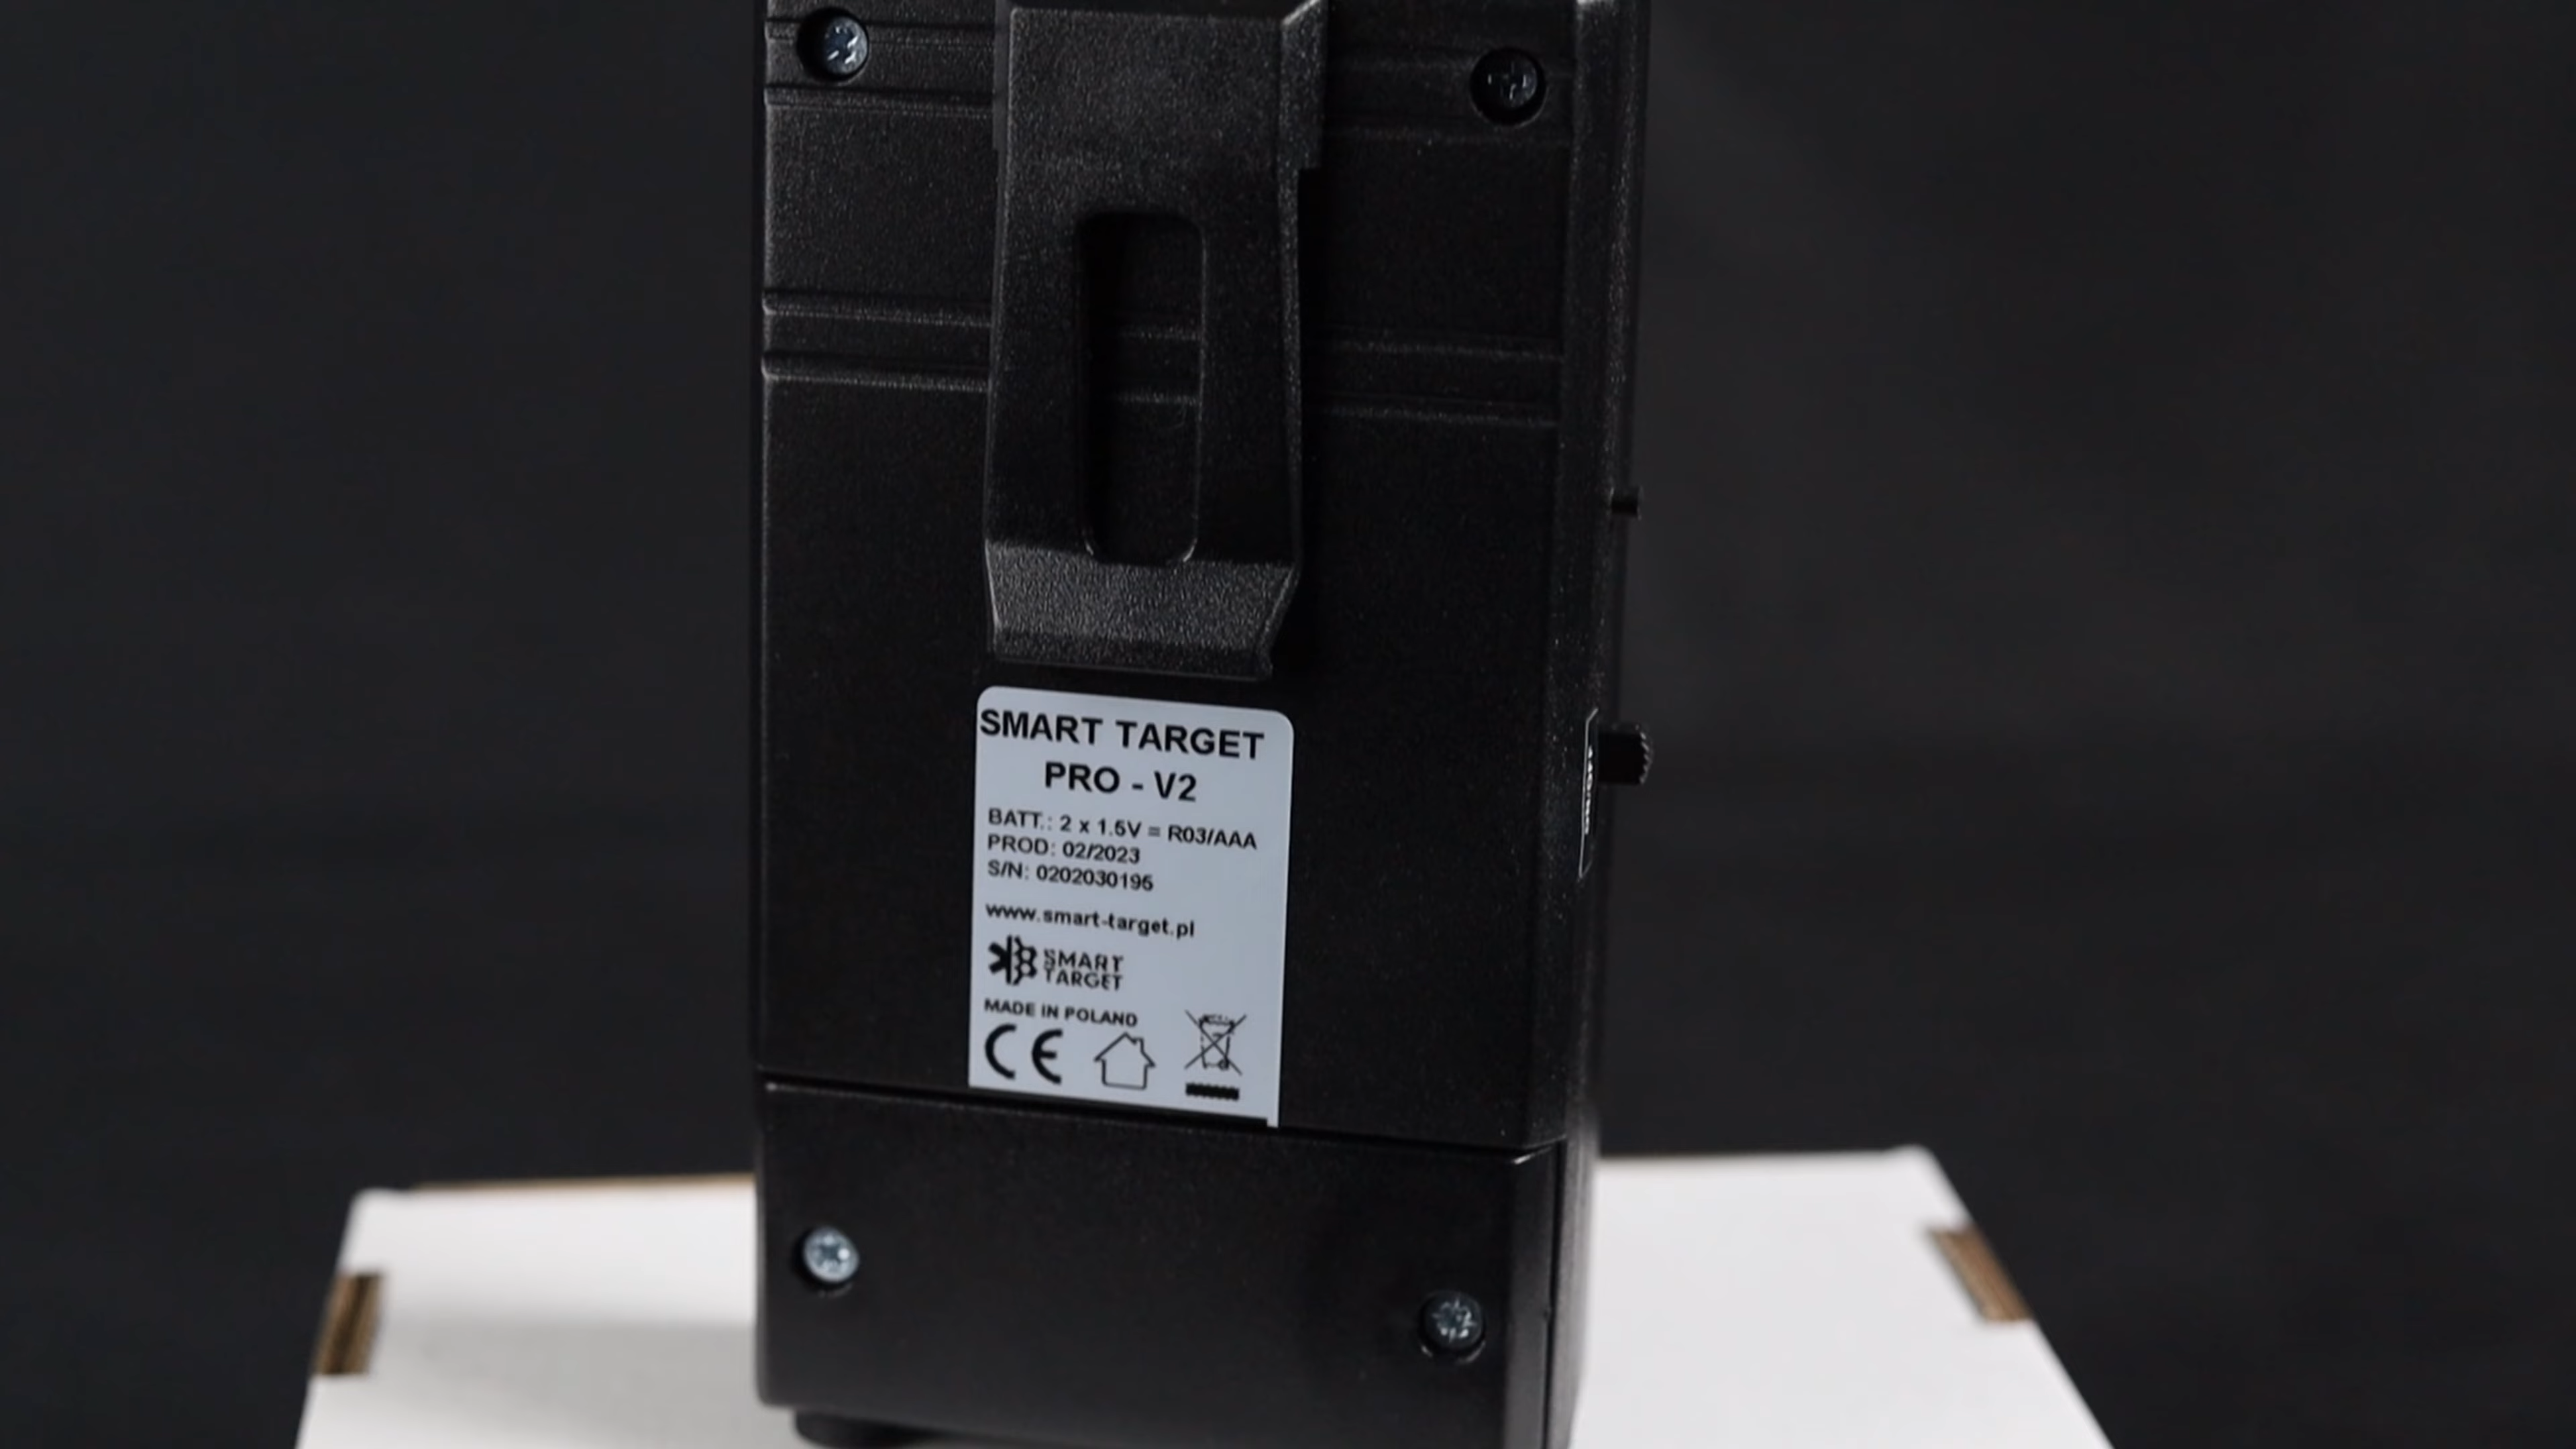 SMART TARGET
PRO - V2
BATT.: 2 x 1.5V = R03/AAA
PROD: 02/2023
S/N: 0202030195
www.smart-target.pl
SMART
TARGET
MADE IN POLAND
CE